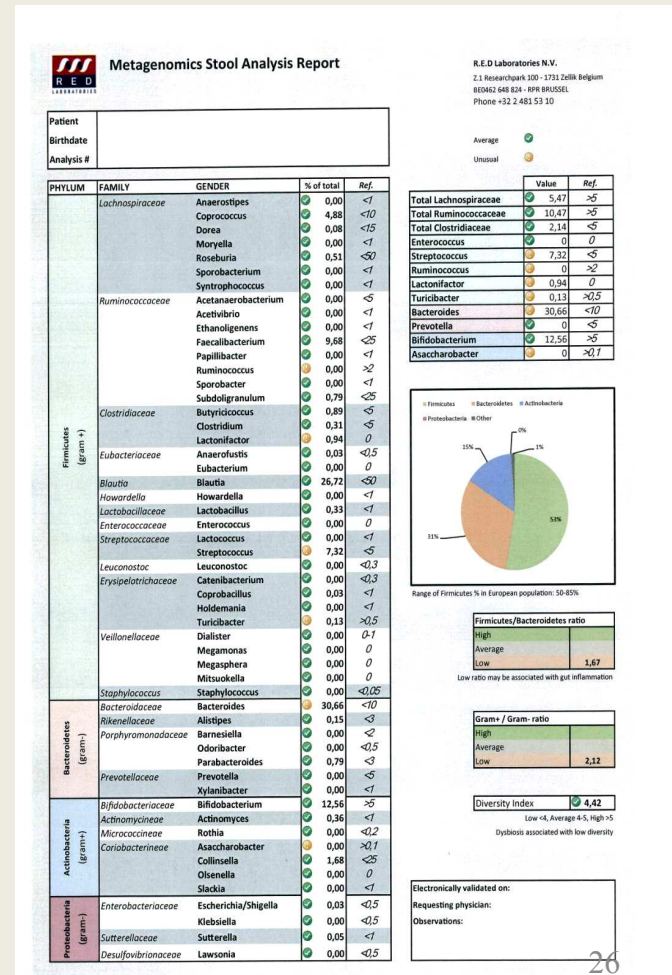 RED
LABORATORIES
Metagenomics Stool Analysis Report
R.E.D Laboratories N.V.
Z.1 Researchpark 100 - 1731 Zellik Belgium
BE0462 648 824 - RPR BRUSSEL
Phone +32 2 481 53 10
Patient
Birthdate
Analysis #
Average
Unusual
PHYLUM FAMILY GENDER % of total Ref.
Firmicutes
(gram +)
Lachnospiraceae Anaerostipes 0,00 <1
Coprococcus 4,88 <10
Dorea 0,08 <15
Moryella 0,00 <1
Roseburia 0,51 <50
Sporobacterium 0,00 <1
Syntrophococcus 0,00 <1
Ruminococcaceae Acetanaerobacterium 0,00 <5
Acetivibrio 0,00 <1
Ethanoligenens 0,00 <1
Faecalibacterium 9,68 <25
Papillibacter 0,00 <1
Ruminococcus 0,00 >2
Sporobacter 0,00 <1
Subdoligranulum 0,79 <25
Clostridiaceae Butyricicoccus 0,89 <5
Clostridium 0,31 <5
Lactonifactor 0,94 0
Eubacteriaceae Anaerofustis 0,03 <0,5
Eubacterium 0,00 0
Blautia Blautia 26,72 <50
Howardella Howardella 0,00 <1
Lactobacillaceae Lactobacillus 0,33 <1
Enterococcaceae Enterococcus 0,00 0
Streptococcaceae Lactococcus 0,00 <1
Streptococcus 7,32 <5
Leuconostoc Leuconostoc 0,00 <0,3
Erysipelotrichaceae Catenibacterium 0,00 <0,3
Coprobacillus 0,03 <1
Holdemania 0,00 <1
Turicibacter 0,13 >0,5
Veillonellaceae Dialister 0,00 0-1
Megamonas 0,00 0
Megasphera 0,00 0
Mitsuokella 0,00 0
Staphylococcus Staphylococcus 0,00 <0,05
Bacteroidetes
(gram-)
Bacteroidaceae Bacteroides 30,66 <10
Rikenellaceae Alistipes 0,15 <3
Porphyromonadaceae Barnesiella 0,00 <2
Odoribacter 0,00 <0,5
Parabacteroides 0,79 <3
Prevotellaceae Prevotella 0,00 <5
Xylanibacter 0,00 <1
Actinobacteria
(gram+)
Bifidobacteriaceae Bifidobacterium 12,56 >5
Actinomycineae Actinomyces 0,36 <1
Micrococcineae Rothia 0,00 <0,2
Coriobacterineae Asaccharobacter 0,00 >0,1
Collinsella 1,68 <25
Olsenella 0,00 0
Slackia 0,00 <1
Proteobacteria
(gram-)
Enterobacteriaceae Escherichia/Shigella 0,03 <0,5
Klebsiella 0,00 <0,5
Sutterellaceae Sutterella 0,05 <1
Desulfovibrionaceae Lawsonia 0,00 <0,5
Value Ref.
Total Lachnospiraceae 5,47 >5
Total Ruminococcaceae 10,47 >5
Total Clostridiaceae 2,14 <5
Enterococcus 0 0
Streptococcus 7,32 <5
Ruminococcus 0 >2
Lactonifactor 0,94 0
Turicibacter 0,13 >0,5
Bacteroides 30,66 <10
Prevotella 0 <5
Bifidobacterium 12,56 >5
Asaccharobacter 0 >0,1
Firmicutes Bacteroidetes Actinobacteria
Proteobacteria Other
0%
15%
1%
53%
31%
Range of Firmicutes % in European population: 50-85%
Firmicutes/Bacteroidetes ratio
High
Average
Low 1,67
Low ratio may be associated with gut inflammation
Gram+ / Gram- ratio
High
Average
Low 2,12
Diversity Index 4,42
Low <4, Average 4-5, High >5
Dysbiosis associated with low diversity
Electronically validated on:
Requesting physician:
Observations:
26